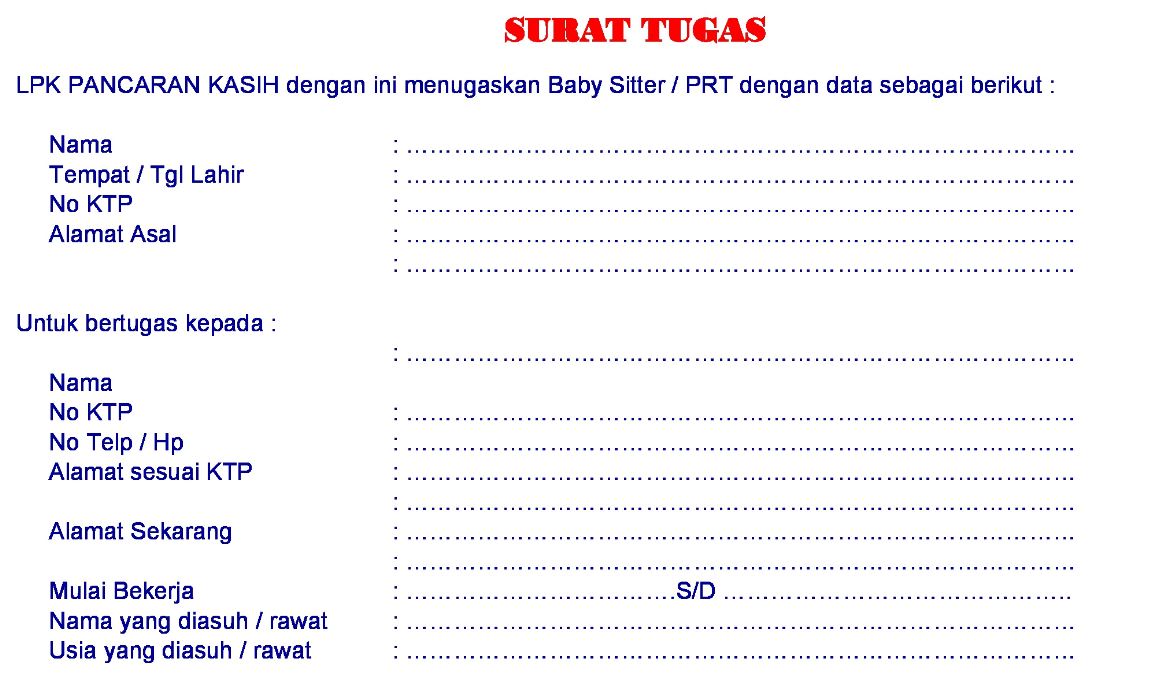 SURAT TUGAS
LPK PANCARAN KASIH dengan ini menugaskan Baby Sitter / PRT dengan data sebagai berikut :
Nama : ……………………………………………………………………………
Tempat / Tgl Lahir : ……………………………………………………………………………
No KTP : ……………………………………………………………………………
Alamat Asal : ……………………………………………………………………………
: ……………………………………………………………………………
Untuk bertugas kepada :
: ……………………………………………………………………………
Nama
No KTP : ……………………………………………………………………………
No Telp / Hp : ……………………………………………………………………………
Alamat sesuai KTP : ……………………………………………………………………………
: ……………………………………………………………………………
Alamat Sekarang : ……………………………………………………………………………
: ……………………………………………………………………………
Mulai Bekerja : …………………………….S/D ……………………………………..
Nama yang diasuh / rawat : ……………………………………………………………………………
Usia yang diasuh / rawat : ……………………………………………………………………………